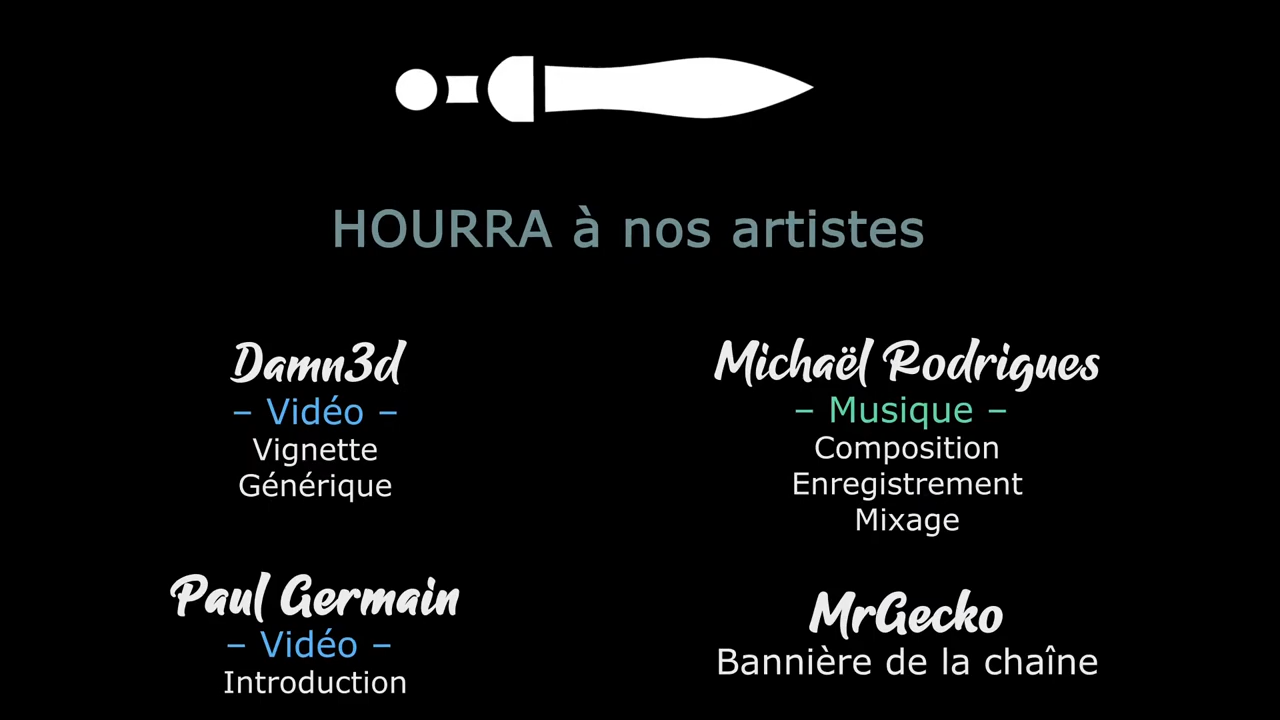 HOURRA à nos artistes
Damn3d
– Vidéo –
Vignette
Générique
Michaël Rodrigues
– Musique –
Composition
Enregistrement
Mixage
Paul Germain
– Vidéo –
Introduction
MrGecko
Bannière de la chaîne